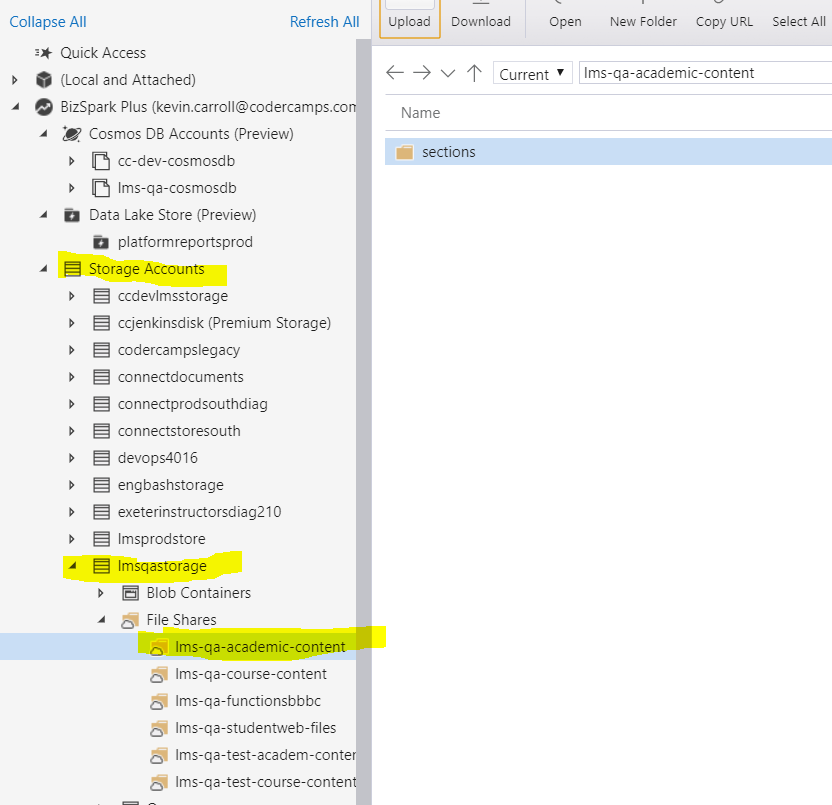 Collapse All Refresh All
Quick Access
(Local and Attached)
BizSpark Plus (kevin.carroll@codercamps.com
Cosmos DB Accounts (Preview)
cc-dev-cosmosdb
lms-qa-cosmosdb
Data Lake Store (Preview)
platformreportsprod
Storage Accounts
ccdevlmsstorage
ccjenkinsdisk (Premium Storage)
codercampslegacy
connectdocuments
connectprodsouthdiag
connectstoresouth
devops4016
engbashstorage
exeterinstructorsdiag210
lmsprodstore
lmsqastorage
Blob Containers
File Shares
lms-qa-academic-content
lms-qa-course-content
lms-qa-functionsbbbc
lms-qa-studentweb-files
lms-qa-test-academ-conter
lms-qa-test-course-content
Upload Download Open New Folder Copy URL Select All
Current lms-qa-academic-content
Name
sections